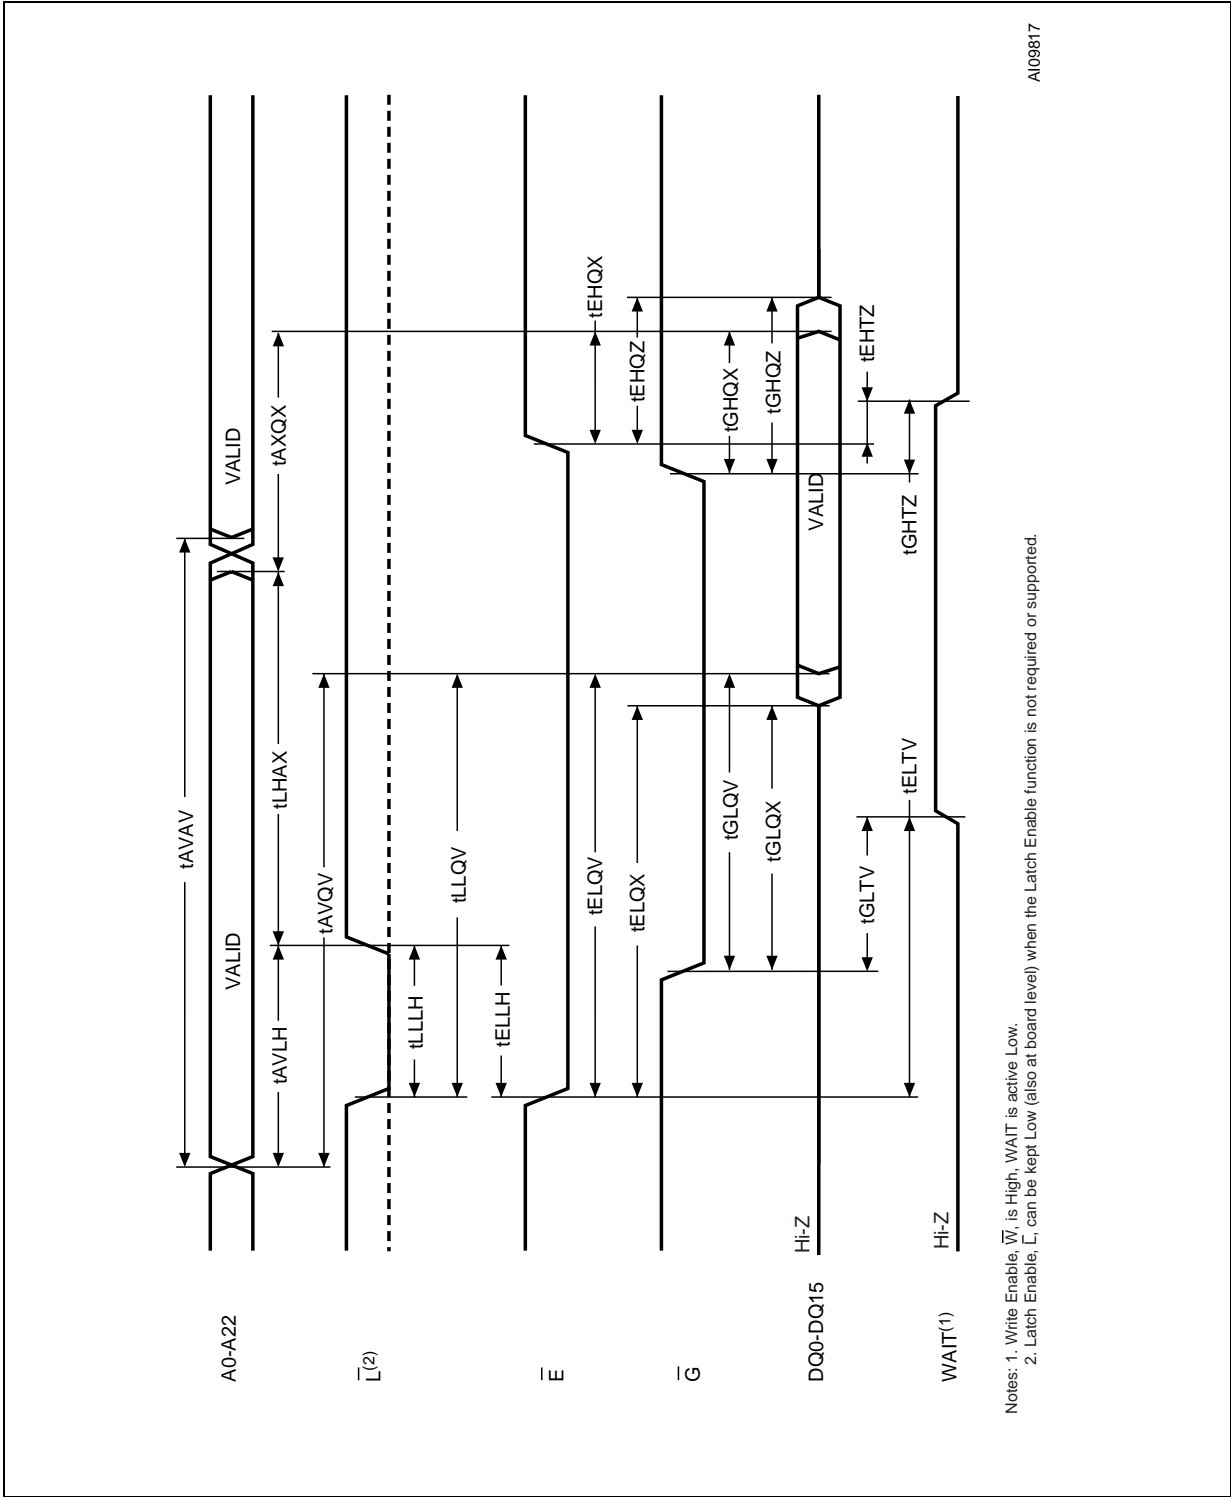 tAVAV
A0-A22
VALID
VALID
tAVLH
tLHAX
tAXQX
tAVQV
L̅(2)
tLLLH
tLLQV
tELLH
E̅
tELQV
tEHQX
tELQX
tEHQZ
G̅
tGLQV
tGHQX
tGLQX
tGHQZ
DQ0-DQ15
Hi-Z
VALID
tGLTV
tEHTZ
tELTV
tGHTZ
WAIT(1)
Hi-Z
Notes: 1. Write Enable, W̅, is High, WAIT is active Low.
2. Latch Enable, L̅, can be kept Low (also at board level) when the Latch Enable function is not required or supported.
AI09817